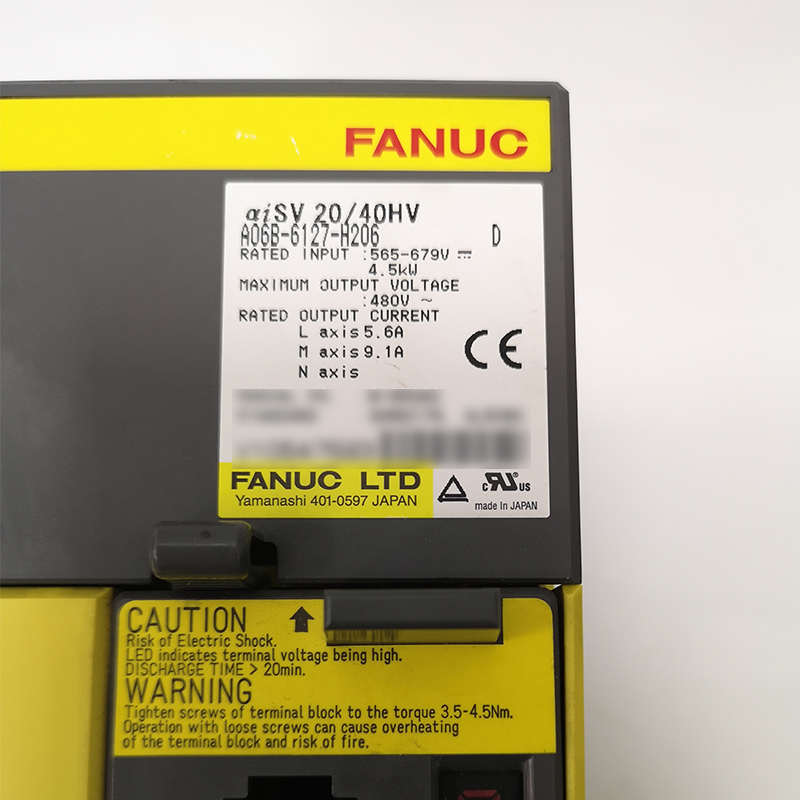 FANUC
αiSV 20/40HV
A06B-6127-H206 D
RATED INPUT :565-679V ⎓
4.5kW
MAXIMUM OUTPUT VOLTAGE
:480V ~
RATED OUTPUT CURRENT
L axis 5.6A
M axis 9.1A
N axis
CE
FANUC LTD
Yamanashi 401-0597 JAPAN
c RU US
made in JAPAN
CAUTION
Risk of Electric Shock.
LED indicates terminal voltage being high.
DISCHARGE TIME > 20min.
WARNING
Tighten screws of terminal block to the torque 3.5-4.5Nm.
Operation with loose screws can cause overheating
of the terminal block and risk of fire.